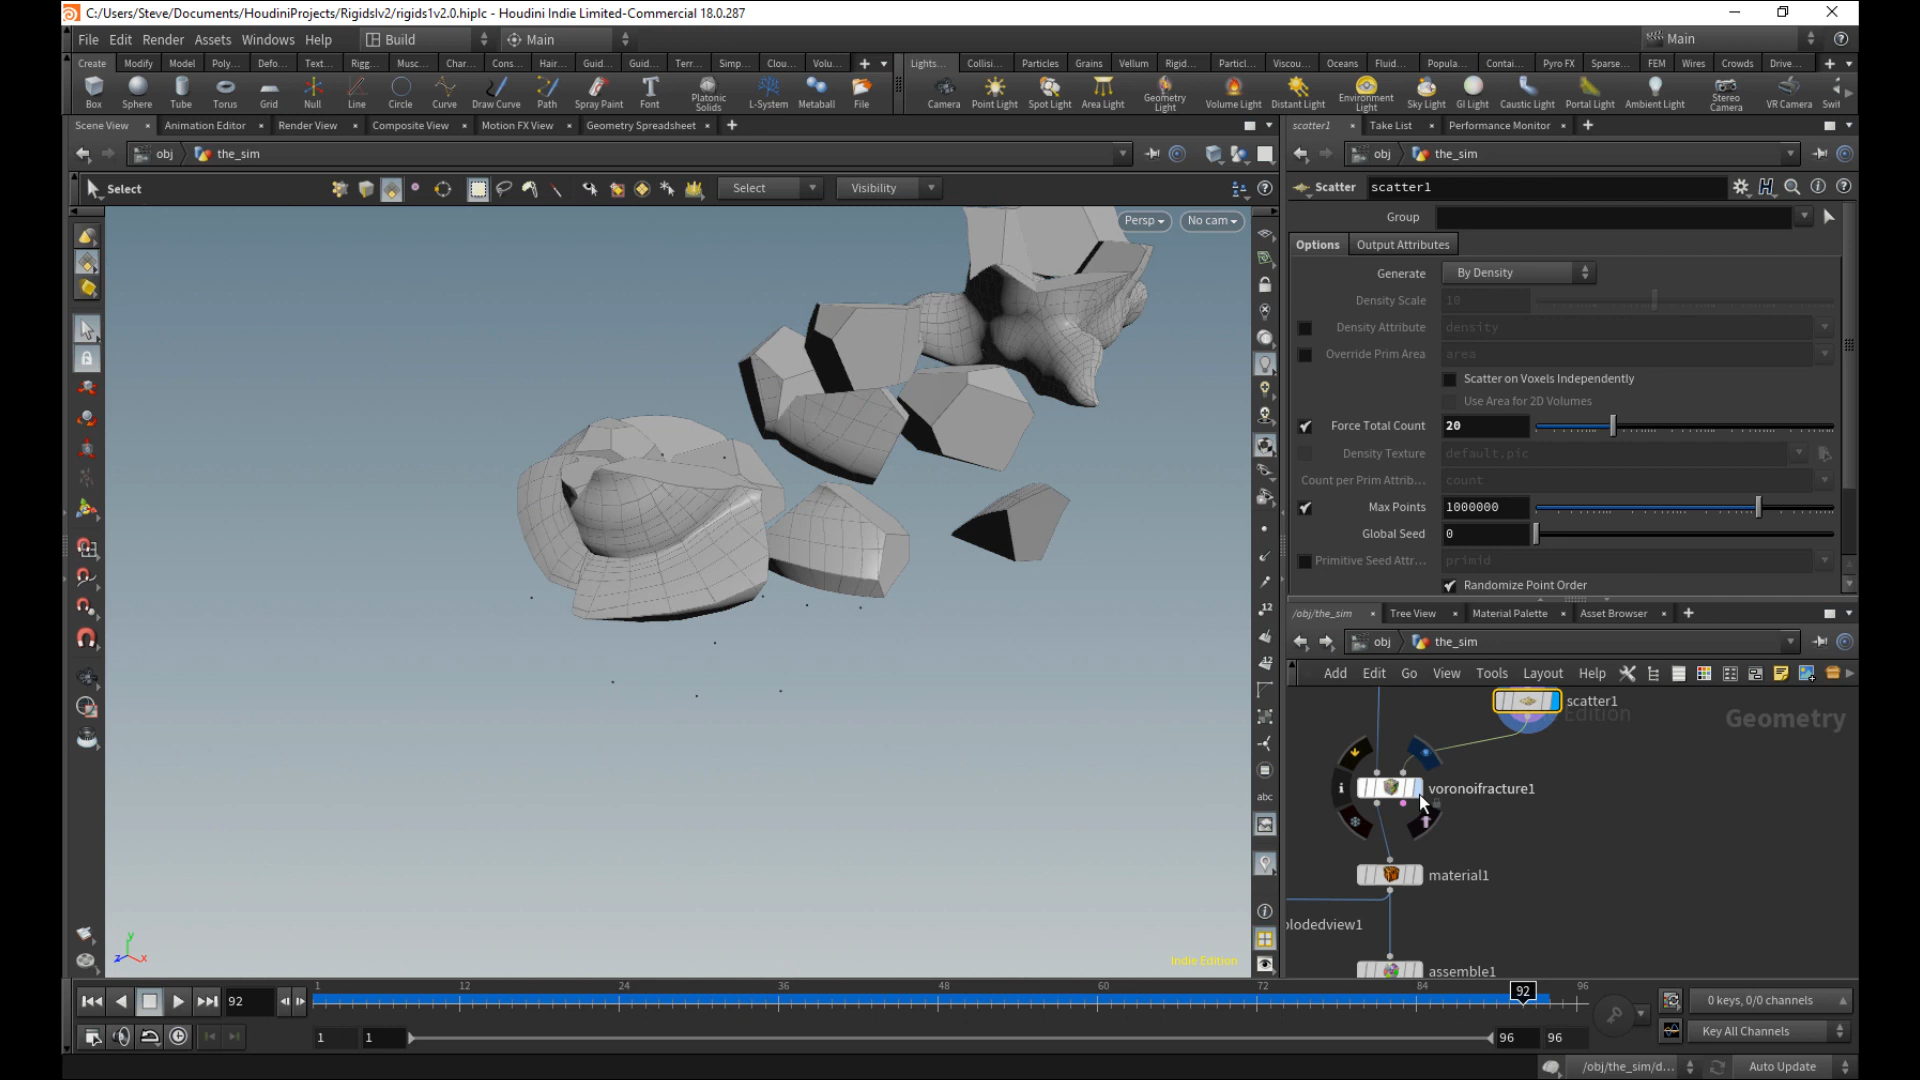 C:/Users/Steve/Documents/HoudiniProjects/Rigidslv2/rigids1v2.0.hiplc - Houdini Indie Limited-Commercial 18.0.287
File Edit Render Assets Windows Help Build Main Main
Create Modify Model Poly... Defo... Text... Rigg... Musc... Char... Cons... Hair... Guid... Guid... Terr... Simp... Clou... Volu...
Box Sphere Tube Torus Grid Null Line Circle Curve Draw Curve Path Spray Paint Font Platonic Solids L-System Metaball File
Lights... Collisi... Particles Grains Vellum Rigid... Particl... Viscou... Oceans Fluid... Popula... Contai... Pyro FX Sparse... FEM Wires Crowds Drive...
Camera Point Light Spot Light Area Light Geometry Light Volume Light Distant Light Environment Light Sky Light GI Light Caustic Light Portal Light Ambient Light Stereo Camera VR Camera Swit
Scene View Animation Editor Render View Composite View Motion FX View Geometry Spreadsheet
scatter1 Take List Performance Monitor
obj the_sim
obj the_sim
Select Select Visibility
Scatter scatter1
Persp No cam
Group
Options Output Attributes
Generate By Density
Density Scale 10
Density Attribute density
Override Prim Area area
Scatter on Voxels Independently
Use Area for 2D Volumes
Force Total Count 20
Density Texture default.pic
Count per Prim Attrib... count
Max Points 1000000
Global Seed 0
Primitive Seed Attr... primid
Randomize Point Order
/obj/the_sim Tree View Material Palette Asset Browser
obj the_sim
Add Edit Go View Tools Layout Help
scatter1
Edition
Geometry
voronoifracture1
material1
plodedview1
assemble1
Indie Edition
92 1 12 24 36 48 60 72 84 92 96
0 keys, 0/0 channels
1 1 96 96
Key All Channels
/obj/the_sim/d... Auto Update